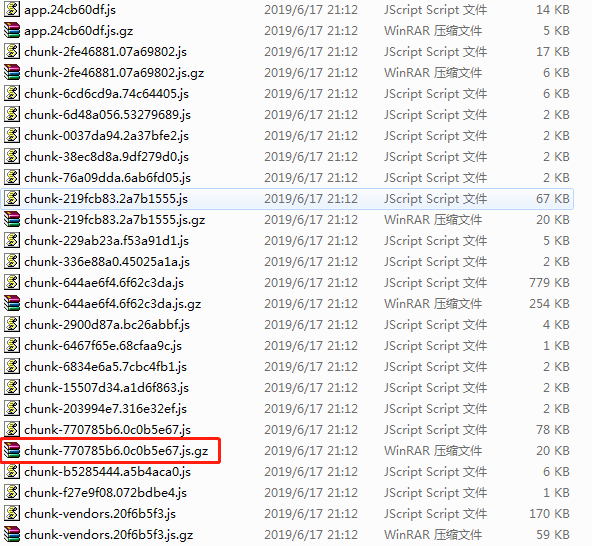 app.24cb60df.js 2019/6/17 21:12 JScript Script 文件 14 KB
app.24cb60df.js.gz 2019/6/17 21:12 WinRAR 压缩文件 5 KB
chunk-2fe46881.07a69802.js 2019/6/17 21:12 JScript Script 文件 17 KB
chunk-2fe46881.07a69802.js.gz 2019/6/17 21:12 WinRAR 压缩文件 6 KB
chunk-6cd6cd9a.74c64405.js 2019/6/17 21:12 JScript Script 文件 6 KB
chunk-6d48a056.53279689.js 2019/6/17 21:12 JScript Script 文件 2 KB
chunk-0037da94.2a37bfe2.js 2019/6/17 21:12 JScript Script 文件 2 KB
chunk-38ec8d8a.9df279d0.js 2019/6/17 21:12 JScript Script 文件 2 KB
chunk-76a09dda.6ab6fd05.js 2019/6/17 21:12 JScript Script 文件 2 KB
chunk-219fcb83.2a7b1555.js 2019/6/17 21:12 JScript Script 文件 67 KB
chunk-219fcb83.2a7b1555.js.gz 2019/6/17 21:12 WinRAR 压缩文件 20 KB
chunk-229ab23a.f53a91d1.js 2019/6/17 21:12 JScript Script 文件 5 KB
chunk-336e88a0.45025a1a.js 2019/6/17 21:12 JScript Script 文件 2 KB
chunk-644ae6f4.6f62c3da.js 2019/6/17 21:12 JScript Script 文件 779 KB
chunk-644ae6f4.6f62c3da.js.gz 2019/6/17 21:12 WinRAR 压缩文件 254 KB
chunk-2900d87a.bc26abbf.js 2019/6/17 21:12 JScript Script 文件 4 KB
chunk-6467f65e.68cfaa9c.js 2019/6/17 21:12 JScript Script 文件 1 KB
chunk-6834e6a5.7cbc4fb1.js 2019/6/17 21:12 JScript Script 文件 2 KB
chunk-15507d34.a1d6f863.js 2019/6/17 21:12 JScript Script 文件 2 KB
chunk-203994e7.316e32ef.js 2019/6/17 21:12 JScript Script 文件 2 KB
chunk-770785b6.0c0b5e67.js 2019/6/17 21:12 JScript Script 文件 78 KB
chunk-770785b6.0c0b5e67.js.gz 2019/6/17 21:12 WinRAR 压缩文件 20 KB
chunk-b5285444.a5b4aca0.js 2019/6/17 21:12 JScript Script 文件 6 KB
chunk-f27e9f08.072bdbe4.js 2019/6/17 21:12 JScript Script 文件 1 KB
chunk-vendors.20f6b5f3.js 2019/6/17 21:12 JScript Script 文件 170 KB
chunk-vendors.20f6b5f3.js.gz 2019/6/17 21:12 WinRAR 压缩文件 59 KB